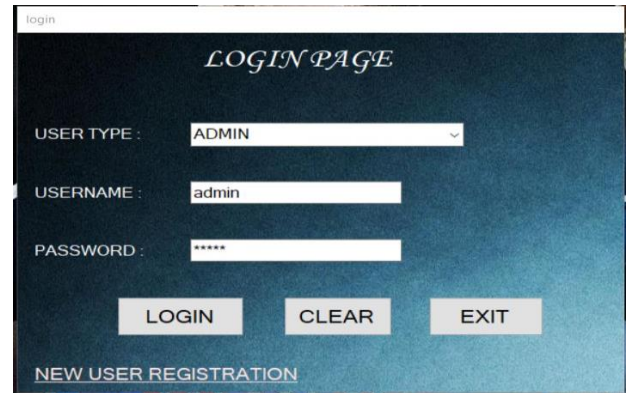 login
LOGIN PAGE
USER TYPE : ADMIN
USERNAME : admin
PASSWORD : *****
LOGIN CLEAR EXIT
NEW USER REGISTRATION